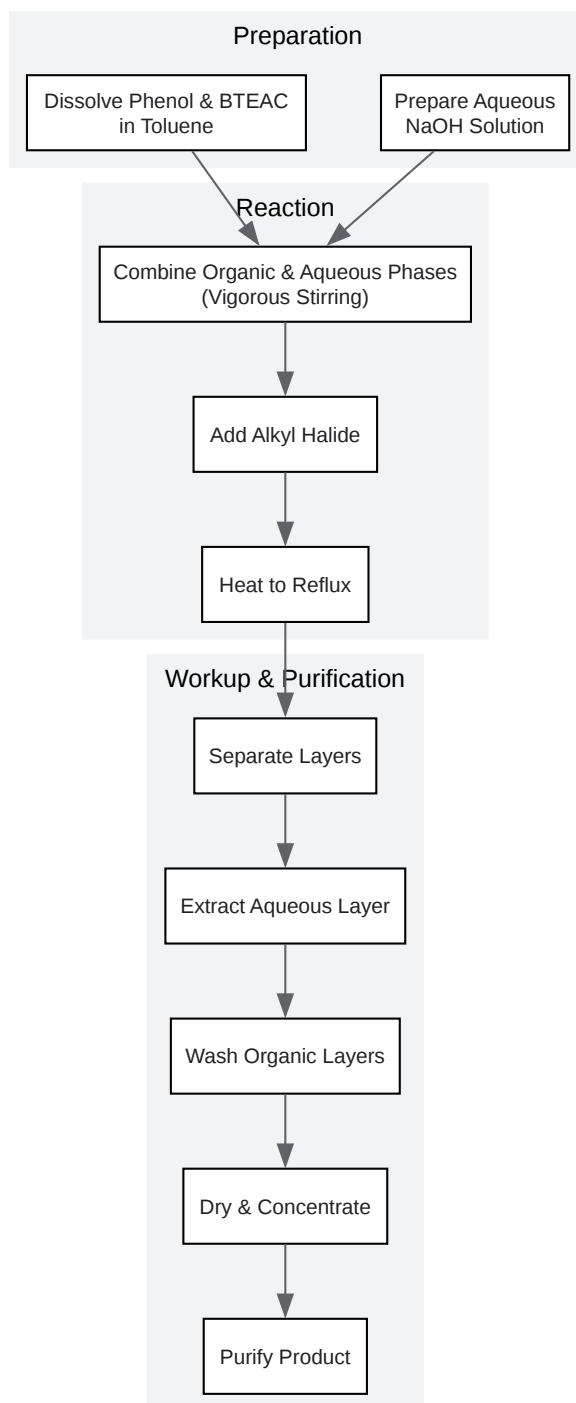 Preparation
Dissolve Phenol & BTEAC
in Toluene
Prepare Aqueous
NaOH Solution
Reaction
Combine Organic & Aqueous Phases
(Vigorous Stirring)
Add Alkyl Halide
Heat to Reflux
Workup & Purification
Separate Layers
Extract Aqueous Layer
Wash Organic Layers
Dry & Concentrate
Purify Product